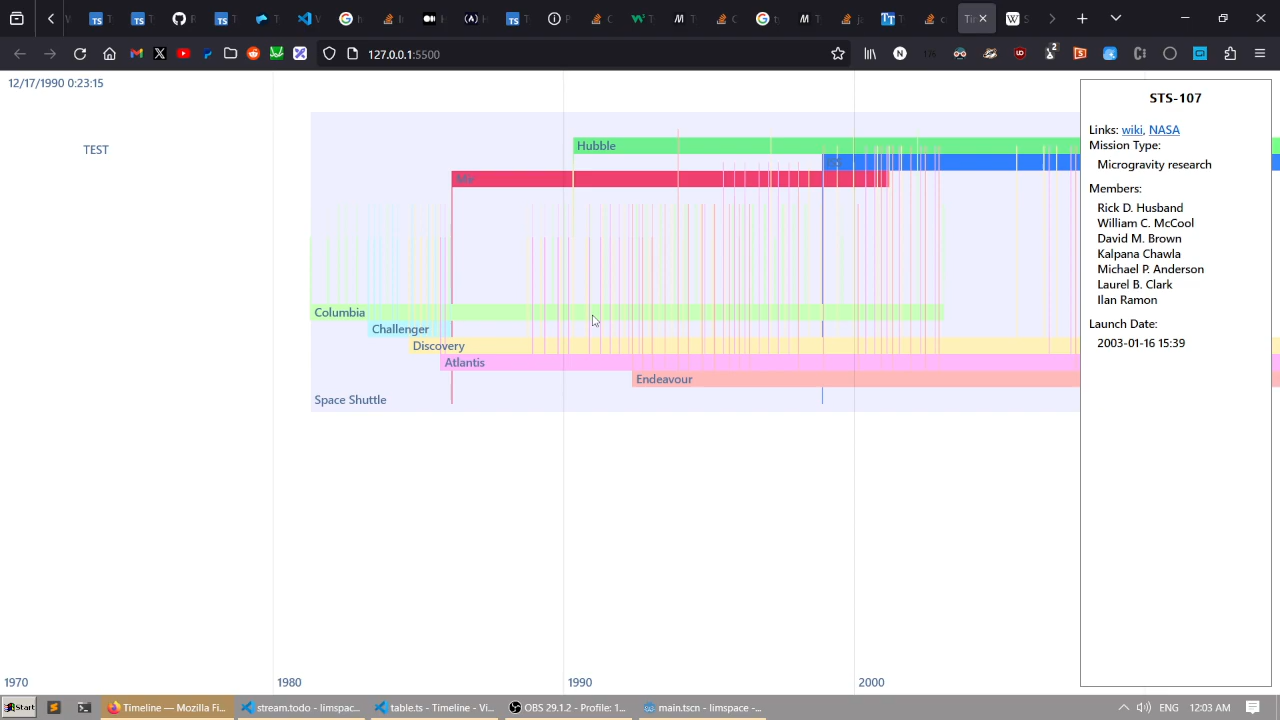 127.0.0.1:5500
12/17/1990 0:23:15
TEST
Hubble
ISS
Me
Columbia
Challenger
Discovery
Atlantis
Endeavour
Space Shuttle
1970
1980
1990
2000
STS-107
Links: wiki, NASA
Mission Type:
Microgravity research
Members:
Rick D. Husband
William C. McCool
David M. Brown
Kalpana Chawla
Michael P. Anderson
Laurel B. Clark
Ilan Ramon
Launch Date:
2003-01-16 15:39
Start
Timeline — Mozilla Fi...
stream.todo - limspac...
table.ts - Timeline - Vi...
OBS 29.1.2 - Profile: 1...
main.tscn - limspace -...
ENG
12:03 AM